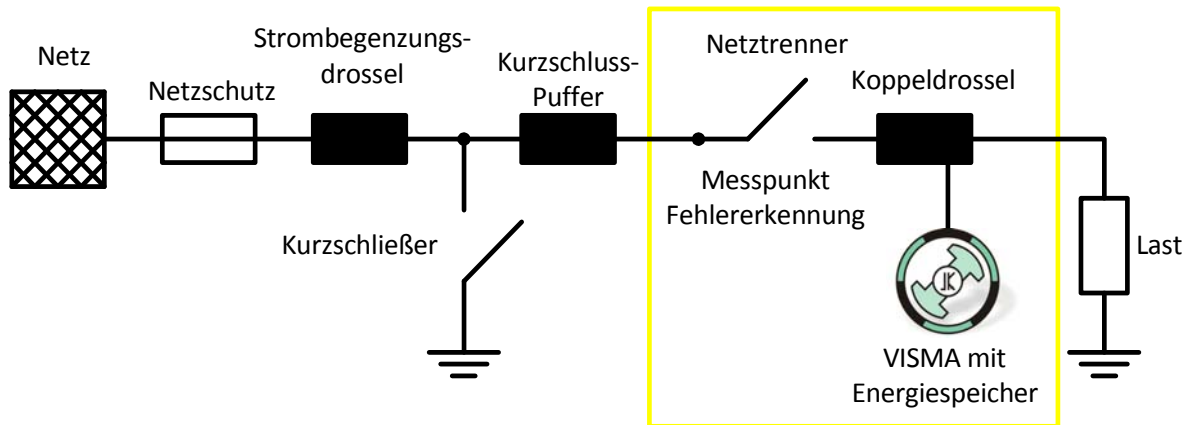 Netz
Netzschutz
Strombegenzungs-
drossel
Kurzschluss-
Puffer
Netztrenner
Koppeldrossel
Messpunkt
Fehlererkennung
Kurzschließer
Last
VISMA mit
Energiespeicher